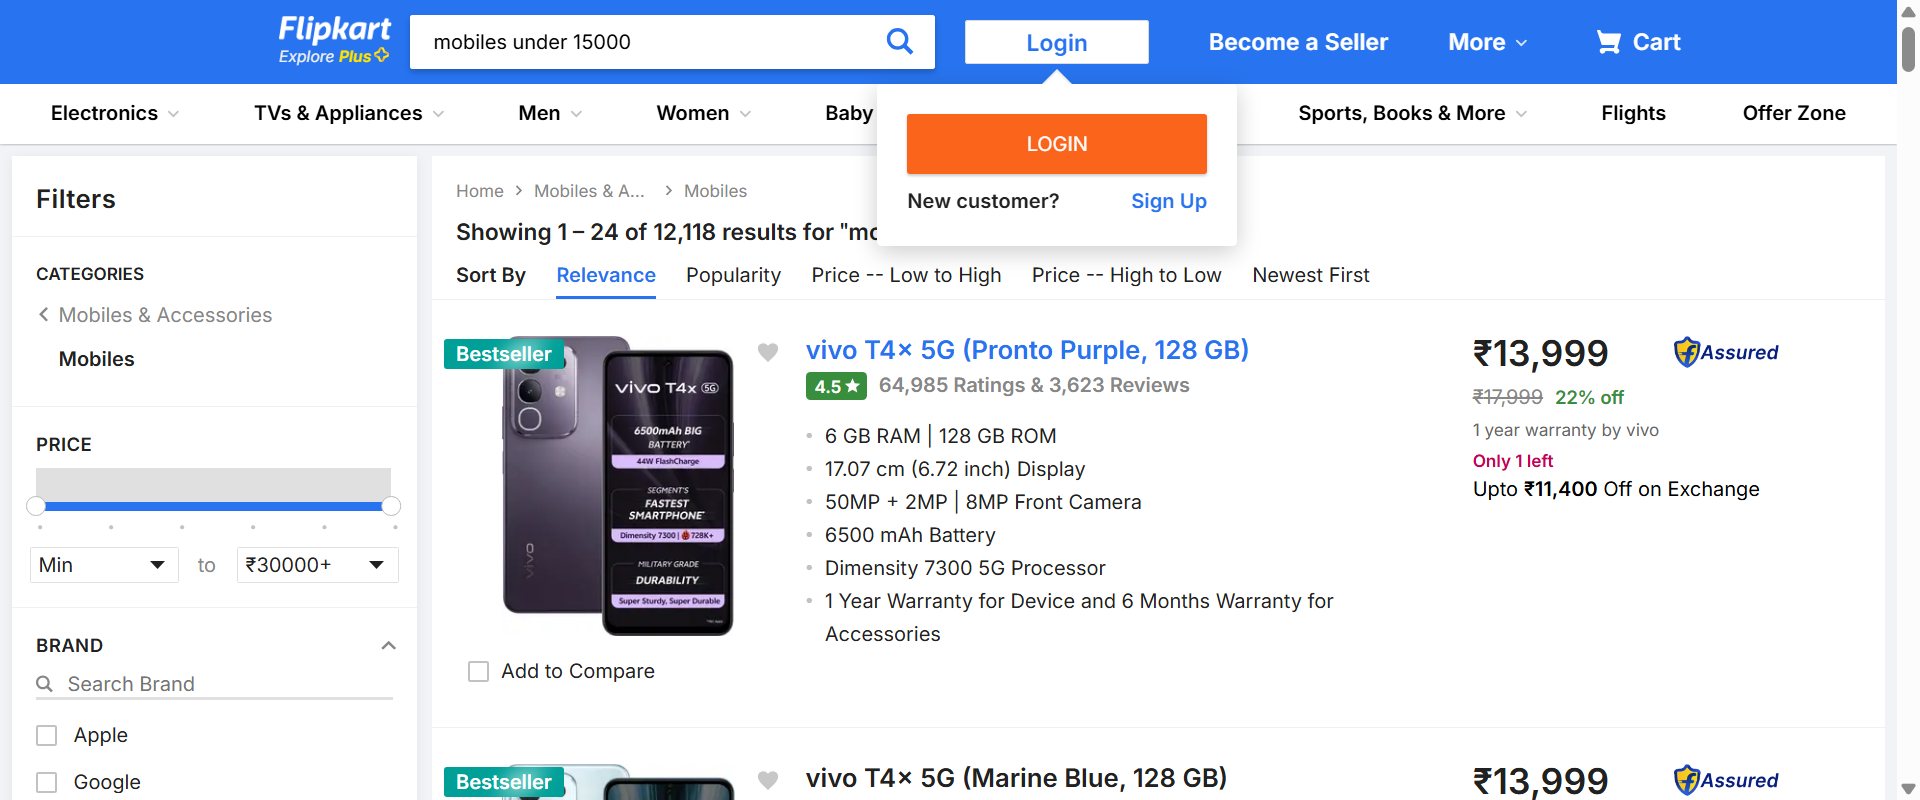 Flipkart
Explore Plus
mobiles under 15000
Login
Become a Seller
More
Cart
Electronics
TVs & Appliances
Men
Women
Baby
Sports, Books & More
Flights
Offer Zone
LOGIN
New customer?
Sign Up
Filters
CATEGORIES
Mobiles & Accessories
Mobiles
PRICE
Min
to
₹30000+
BRAND
Search Brand
Apple
Google
Home
Mobiles & A...
Mobiles
Showing 1 – 24 of 12,118 results for "mo
Sort By
Relevance
Popularity
Price -- Low to High
Price -- High to Low
Newest First
Bestseller
vivo T4x 5G
6500mAh BIG
BATTERY*
44W FlashCharge
SEGMENT'S
FASTEST
SMARTPHONE*
Dimensity 7300 | 728K+
MILITARY GRADE
DURABILITY
Super Sturdy, Super Durable
vivo
Add to Compare
vivo T4x 5G (Pronto Purple, 128 GB)
4.5★
64,985 Ratings & 3,623 Reviews
6 GB RAM | 128 GB ROM
17.07 cm (6.72 inch) Display
50MP + 2MP | 8MP Front Camera
6500 mAh Battery
Dimensity 7300 5G Processor
1 Year Warranty for Device and 6 Months Warranty for
Accessories
₹13,999
Assured
₹17,999 22% off
1 year warranty by vivo
Only 1 left
Upto ₹11,400 Off on Exchange
Bestseller
vivo T4x 5G (Marine Blue, 128 GB)
₹13,999
Assured